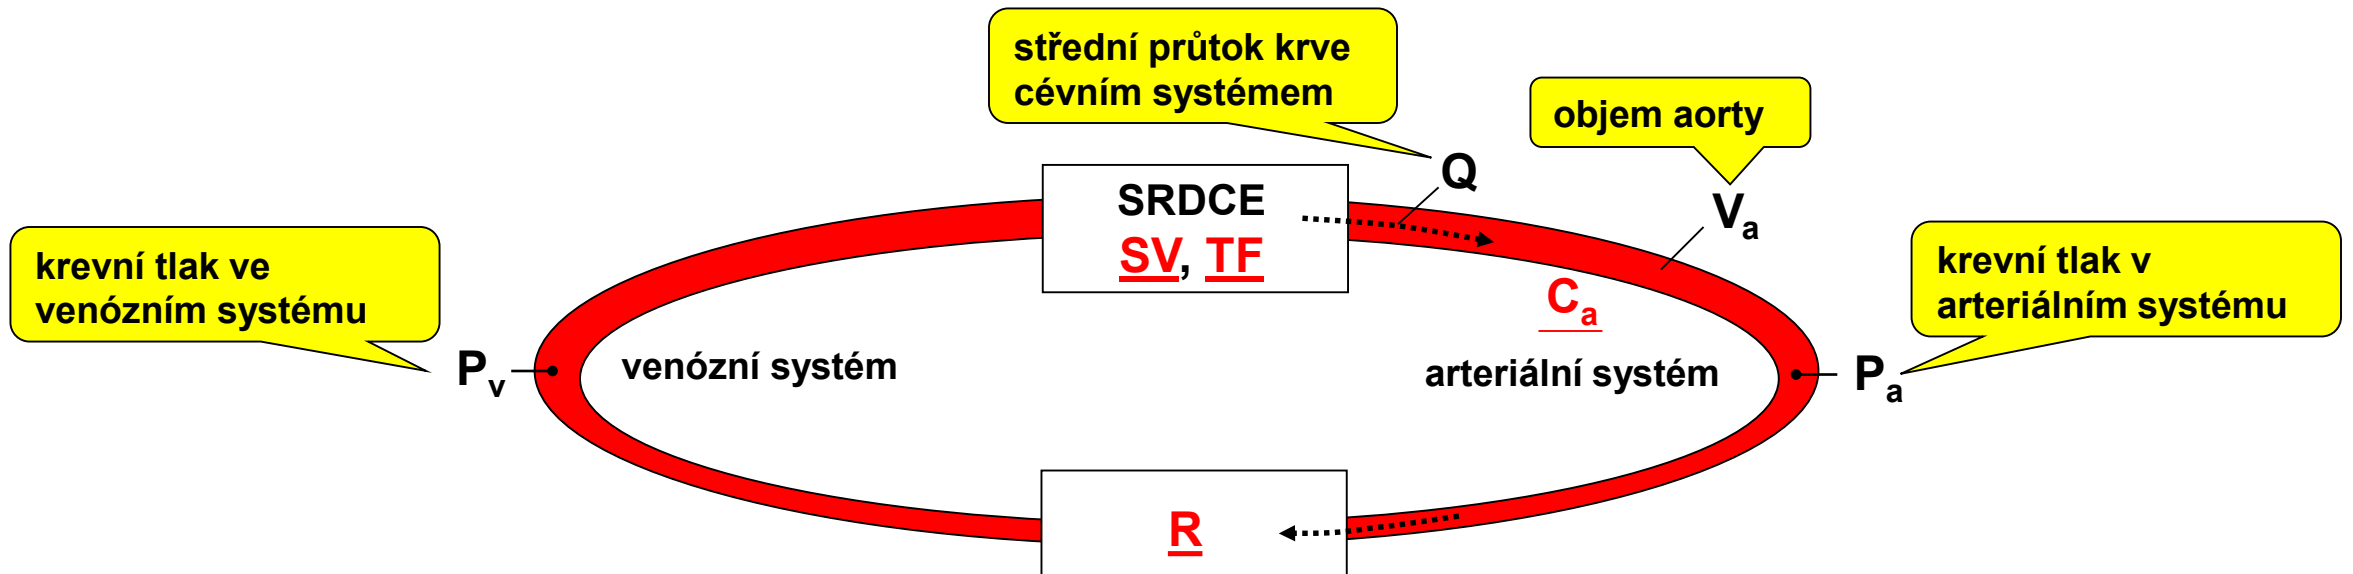 střední průtok krve
cévním systémem
objem aorty
Q
SRDCE
SV, TF
Va
krevní tlak ve
venózním systému
krevní tlak v
arteriálním systému
Ca
Pv
venózní systém
arteriální systém
Pa
R